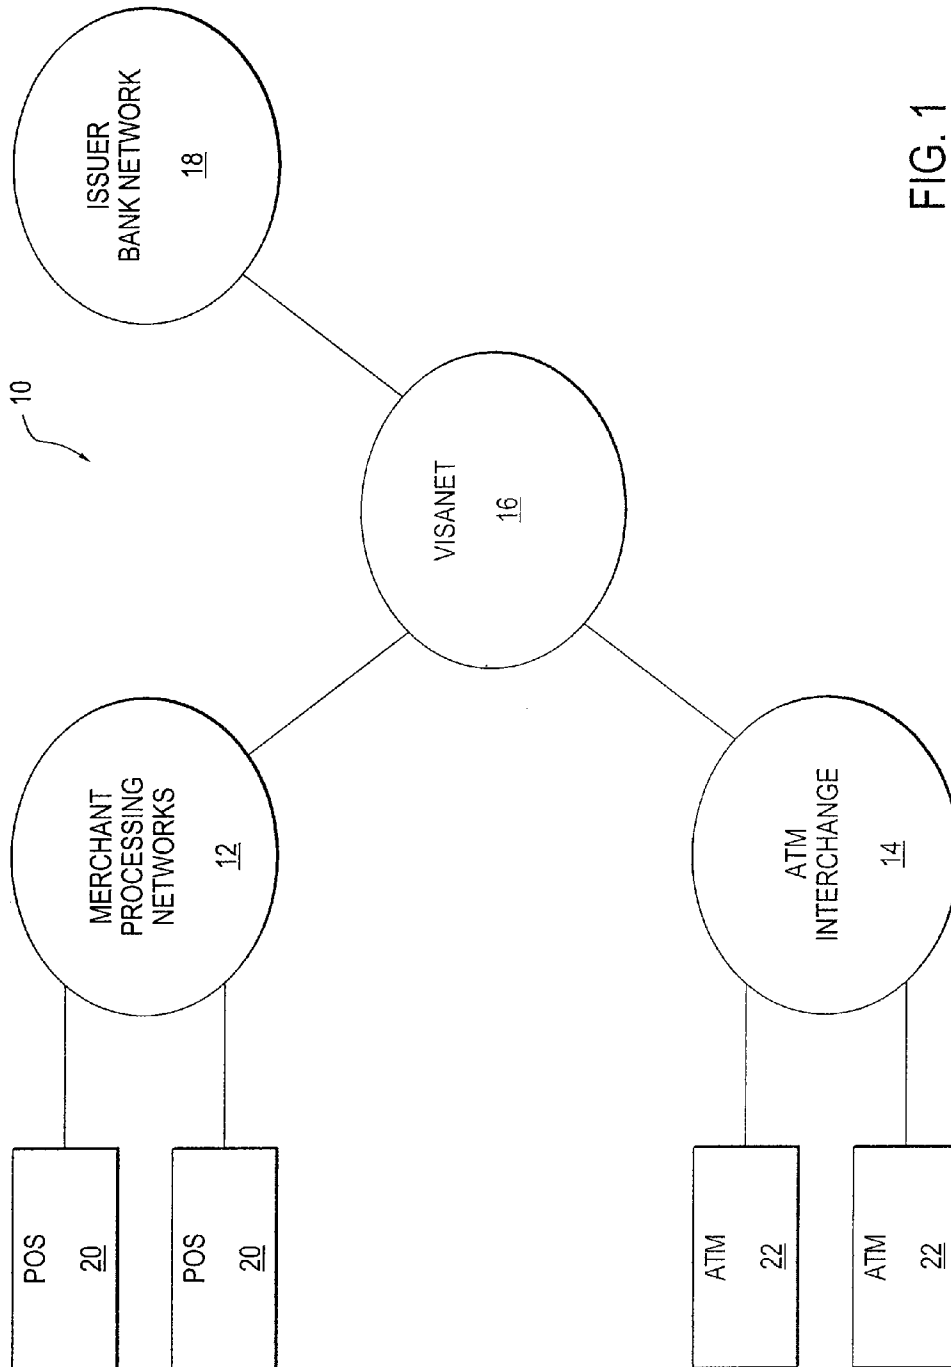 POS
20
POS
20
ATM
22
ATM
22
MERCHANT
PROCESSING
NETWORKS
12
ATM
INTERCHANGE
14
VISANET
16
10
ISSUER
BANK NETWORK
18
FIG. 1